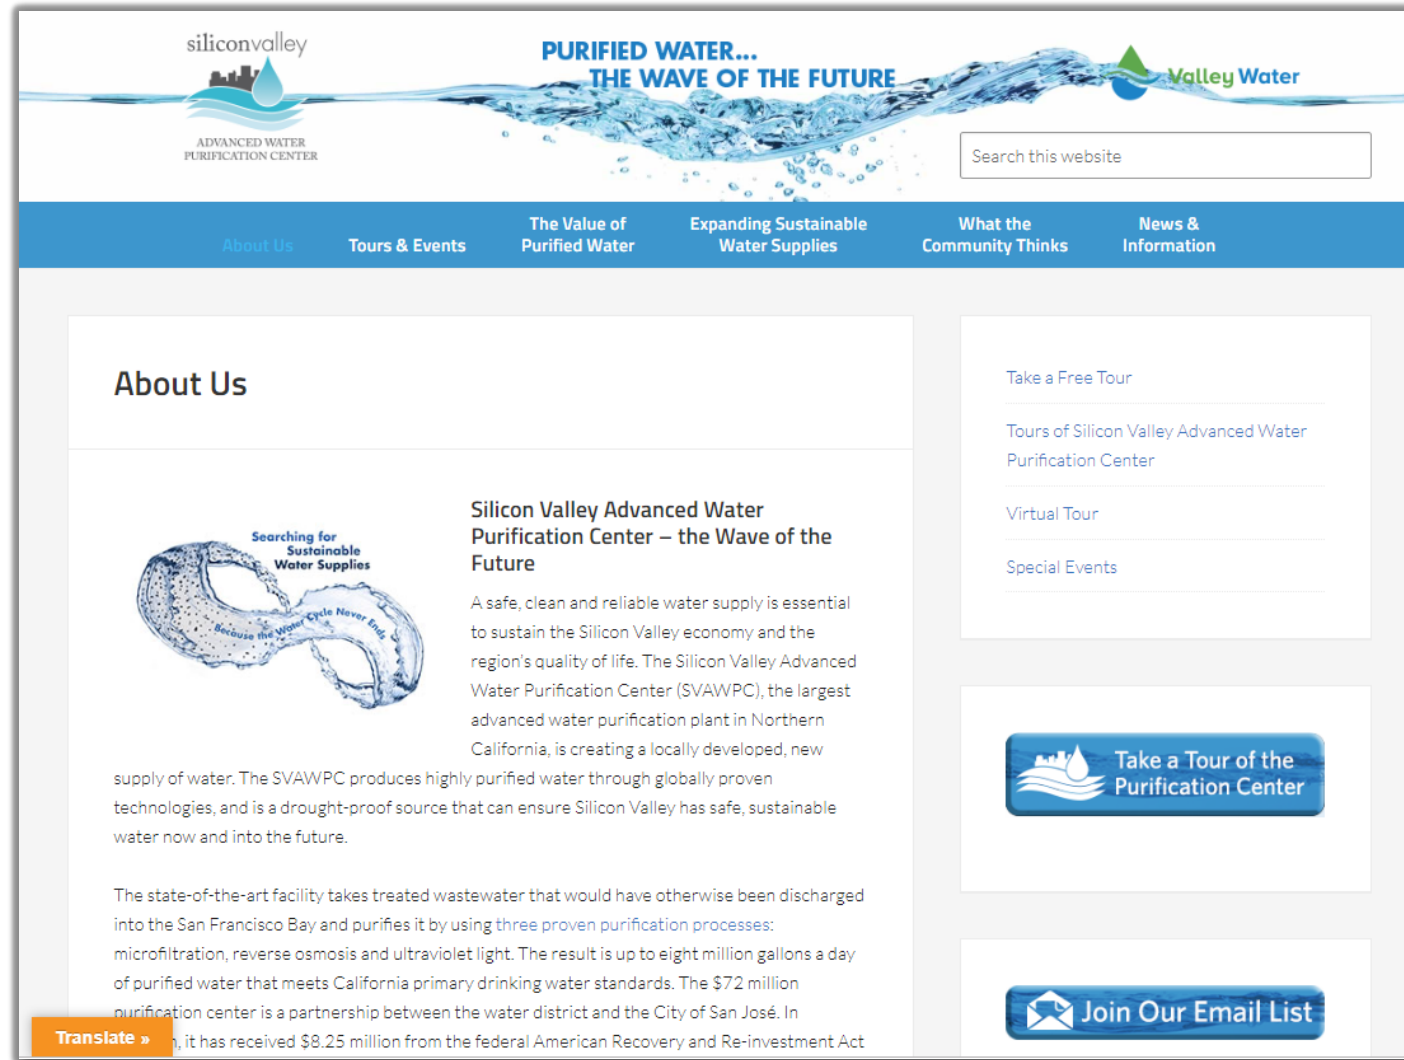 siliconvalley
ADVANCED WATER
PURIFICATION CENTER
PURIFIED WATER...
THE WAVE OF THE FUTURE
Valley Water
Search this website
About Us
Tours & Events
The Value of
Purified Water
Expanding Sustainable
Water Supplies
What the
Community Thinks
News &
Information
About Us
Searching for
Sustainable
Water Supplies
Because the Water Cycle Never Ends
Silicon Valley Advanced Water
Purification Center – the Wave of the
Future
A safe, clean and reliable water supply is essential
to sustain the Silicon Valley economy and the
region's quality of life. The Silicon Valley Advanced
Water Purification Center (SVAWPC), the largest
advanced water purification plant in Northern
California, is creating a locally developed, new
supply of water. The SVAWPC produces highly purified water through globally proven
technologies, and is a drought-proof source that can ensure Silicon Valley has safe, sustainable
water now and into the future.
The state-of-the-art facility takes treated wastewater that would have otherwise been discharged
into the San Francisco Bay and purifies it by using three proven purification processes:
microfiltration, reverse osmosis and ultraviolet light. The result is up to eight million gallons a day
of purified water that meets California primary drinking water standards. The $72 million
purification center is a partnership between the water district and the City of San José. In
, it has received $8.25 million from the federal American Recovery and Re-investment Act
Translate »
Take a Free Tour
Tours of Silicon Valley Advanced Water
Purification Center
Virtual Tour
Special Events
Take a Tour of the
Purification Center
Join Our Email List